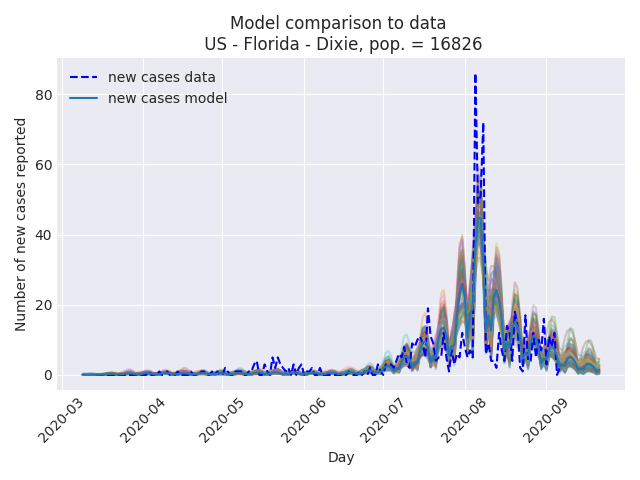 Model comparison to data
US - Florida - Dixie, pop. = 16826
new cases data
new cases model
Number of new cases reported
80
60
40
20
0
2020-03
2020-04
2020-05
2020-06
2020-07
2020-08
2020-09
Day